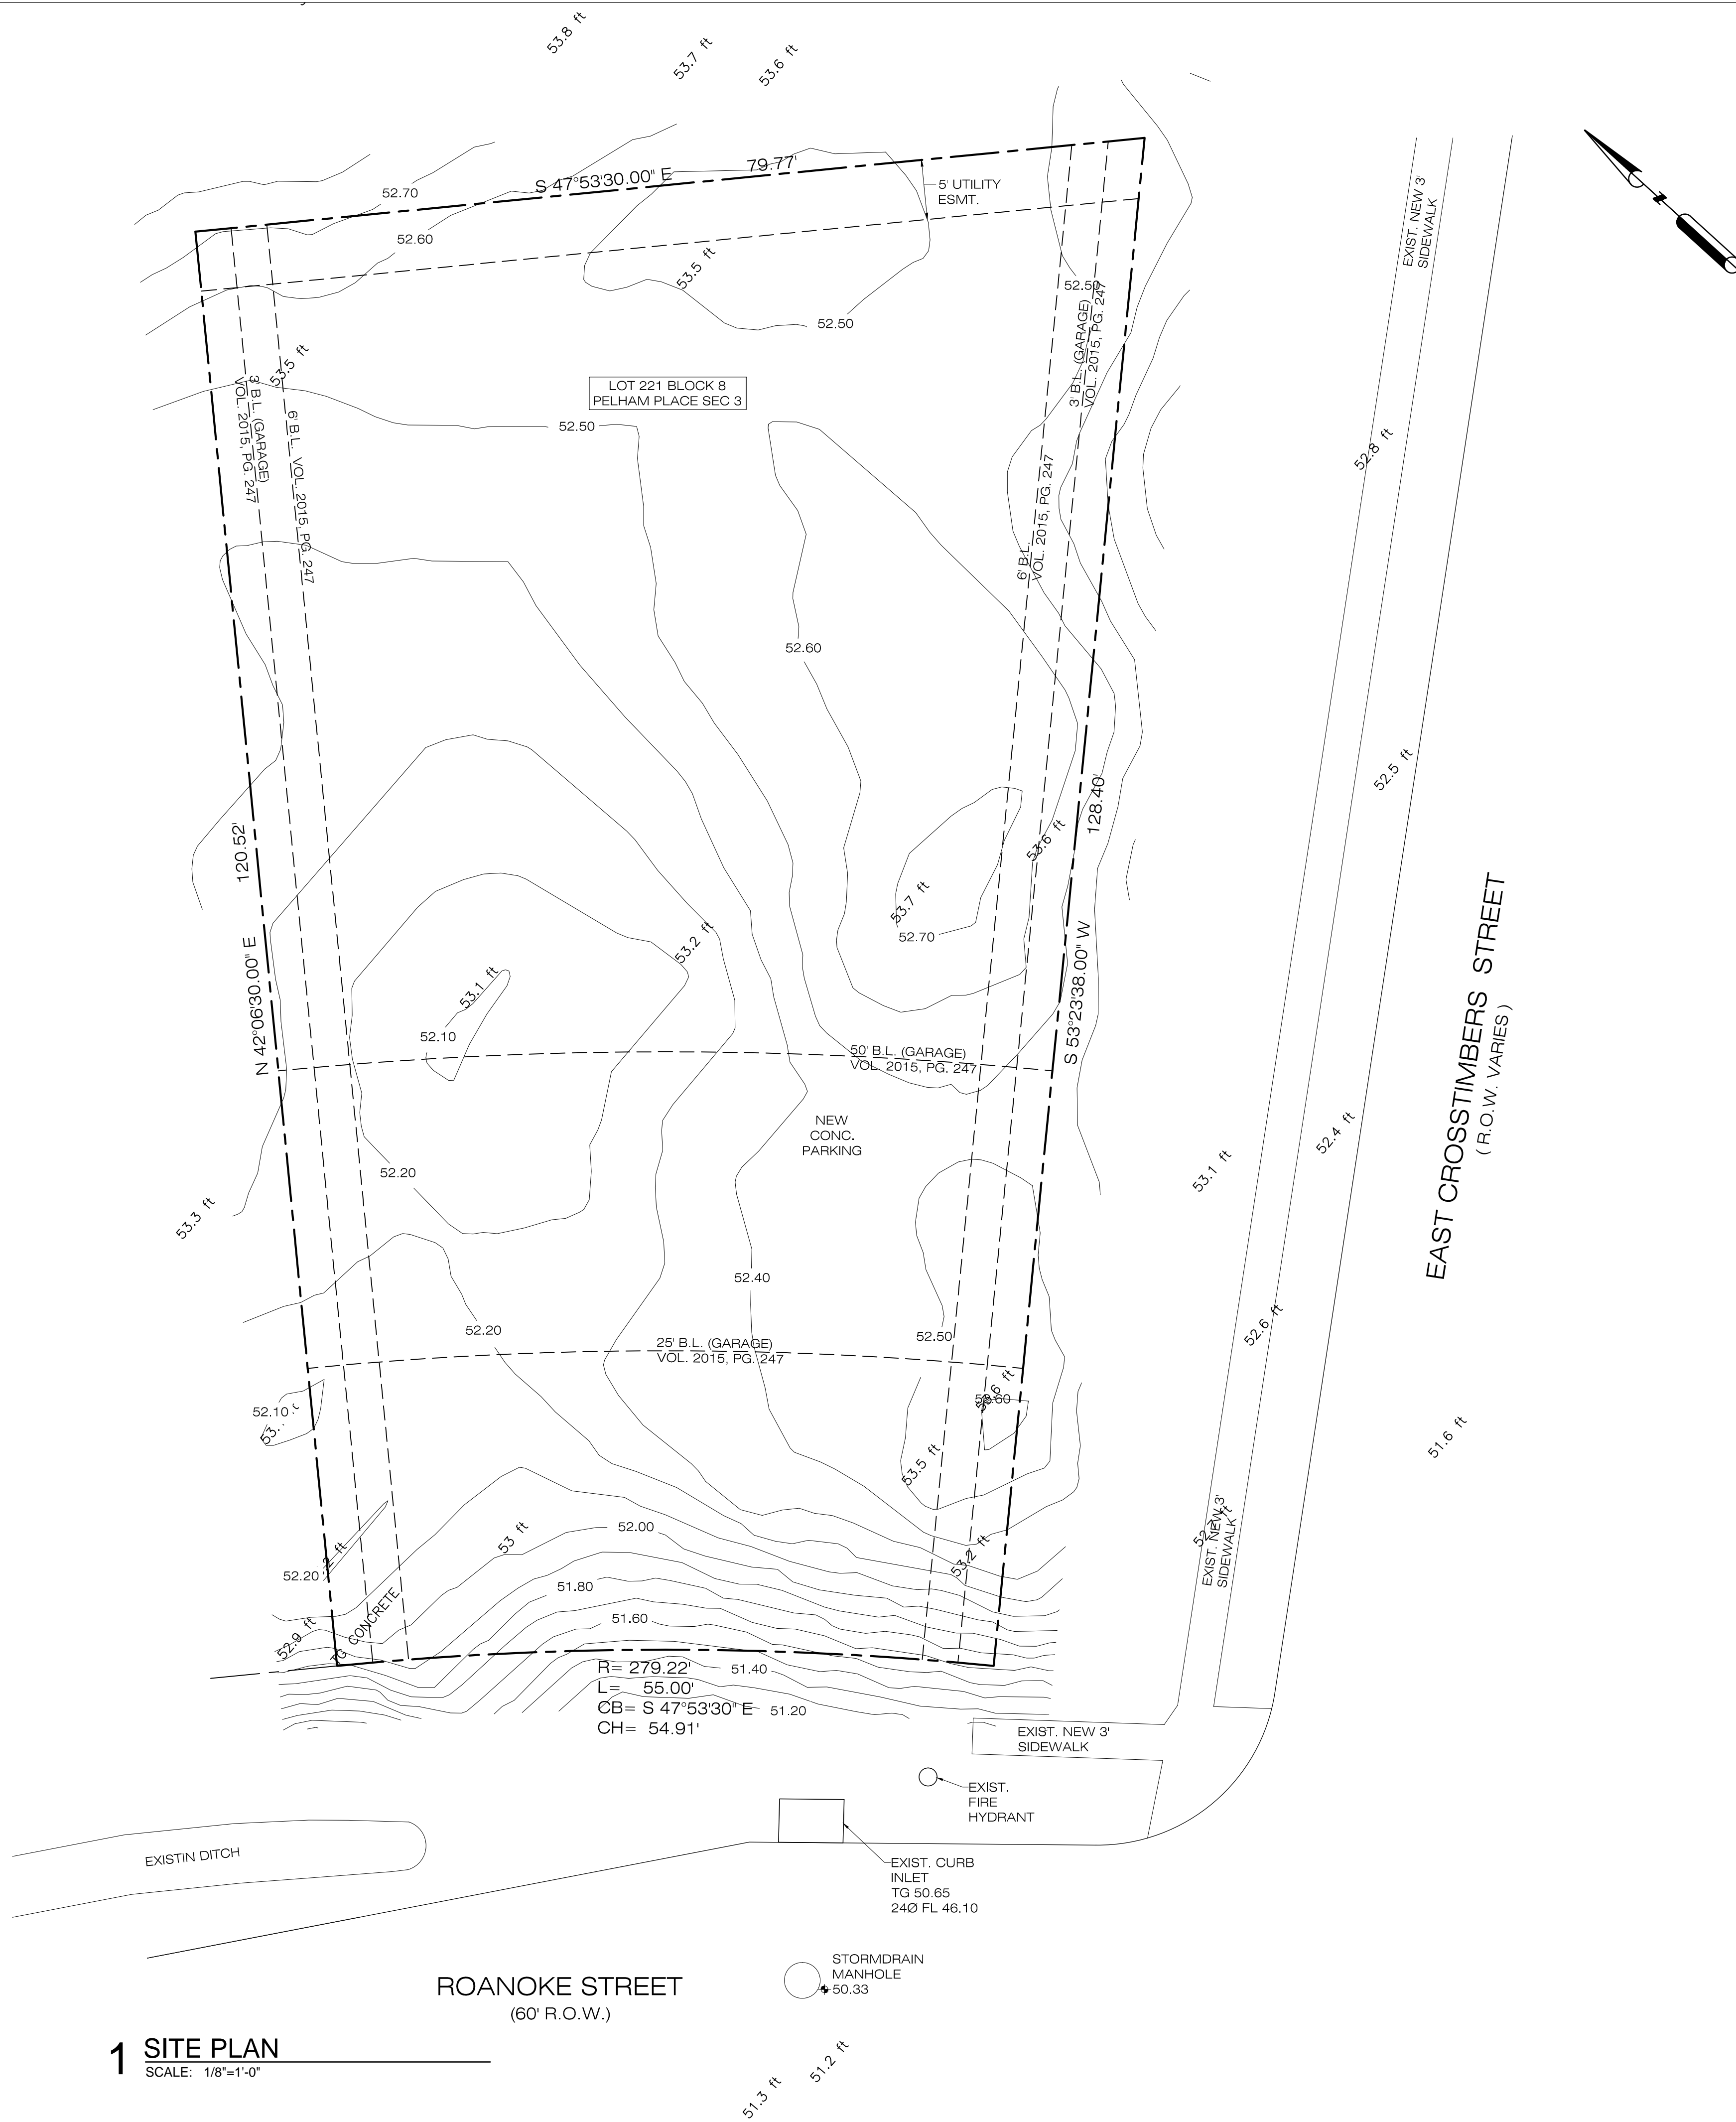 53.8 ft
53.7 ft
53.6 ft
S 47°53'30.00" E
79.77'
52.70
52.60
5' UTILITY
ESMT.
EXIST. NEW 3'
SIDEWALK
N
53.5 ft
52.50
52.50
53.5 ft
3' B.L. (GARAGE)
VOL. 2015, PG. 247
6' B.L. VOL. 2015, PG. 247
LOT 221 BLOCK 8
PELHAM PLACE SEC 3
3' B.L. (GARAGE)
VOL. 2015, PG. 247
52.50
6' B.L.
VOL. 2015, PG. 247
52.8 ft
52.60
52.5 ft
120.52'
N 42°06'30.00" E
128.40'
S 53°23'38.00" W
53.6 ft
53.7 ft
52.70
53.2 ft
53.1 ft
52.10
50' B.L. (GARAGE)
VOL. 2015, PG. 247
EAST CROSSTIMBERS STREET
( R.O.W. VARIES )
NEW
CONC.
PARKING
52.4 ft
53.1 ft
52.20
53.3 ft
52.40
52.20
52.50
52.6 ft
25' B.L. (GARAGE)
VOL. 2015, PG. 247
52.10
51.6 ft
53.5 ft
EXIST. NEW 3'
SIDEWALK
53 ft
52.00
53.2 ft
52.20
51.80
51.60
52.9 ft
TG CONCRETE
R= 279.22'
L= 55.00'
CB= S 47°53'30" E
CH= 54.91'
51.40
51.20
EXIST. NEW 3'
SIDEWALK
EXIST.
FIRE
HYDRANT
EXISTIN DITCH
EXIST. CURB
INLET
TG 50.65
24Ø FL 46.10
STORMDRAIN
MANHOLE
50.33
ROANOKE STREET
(60' R.O.W.)
1 SITE PLAN
SCALE: 1/8"=1'-0"
51.2 ft
51.3 ft